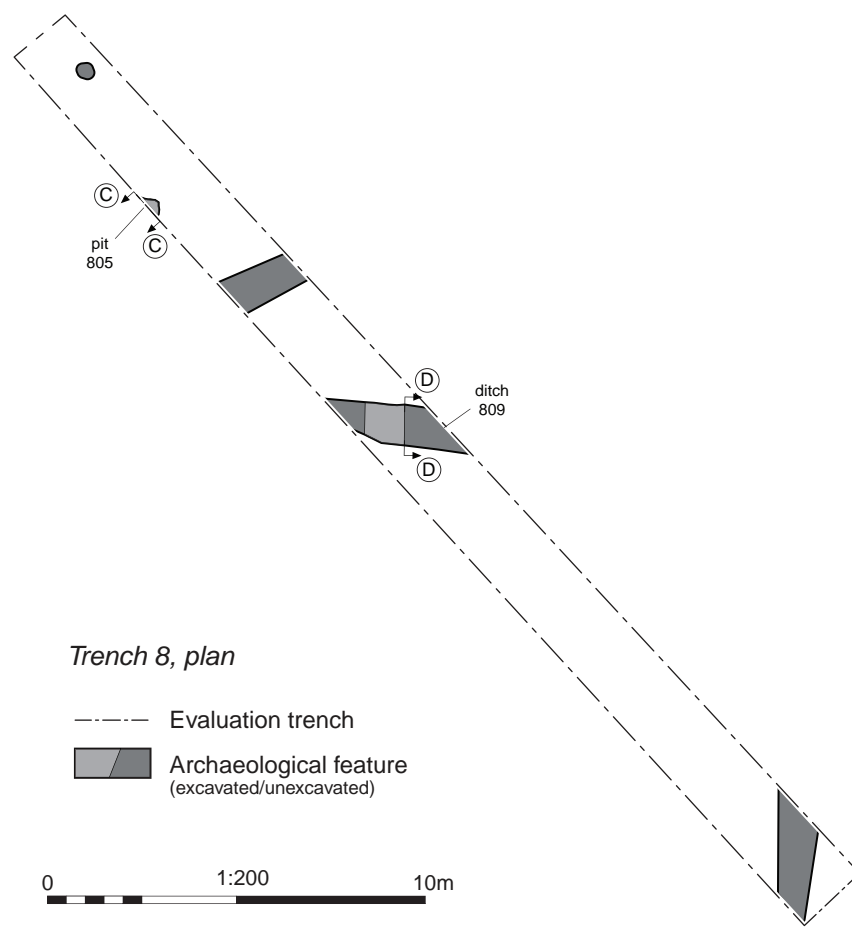 C
C
pit
805
D
ditch
809
D
Trench 8, plan
Evaluation trench
Archaeological feature
(excavated/unexcavated)
0 1:200 10m